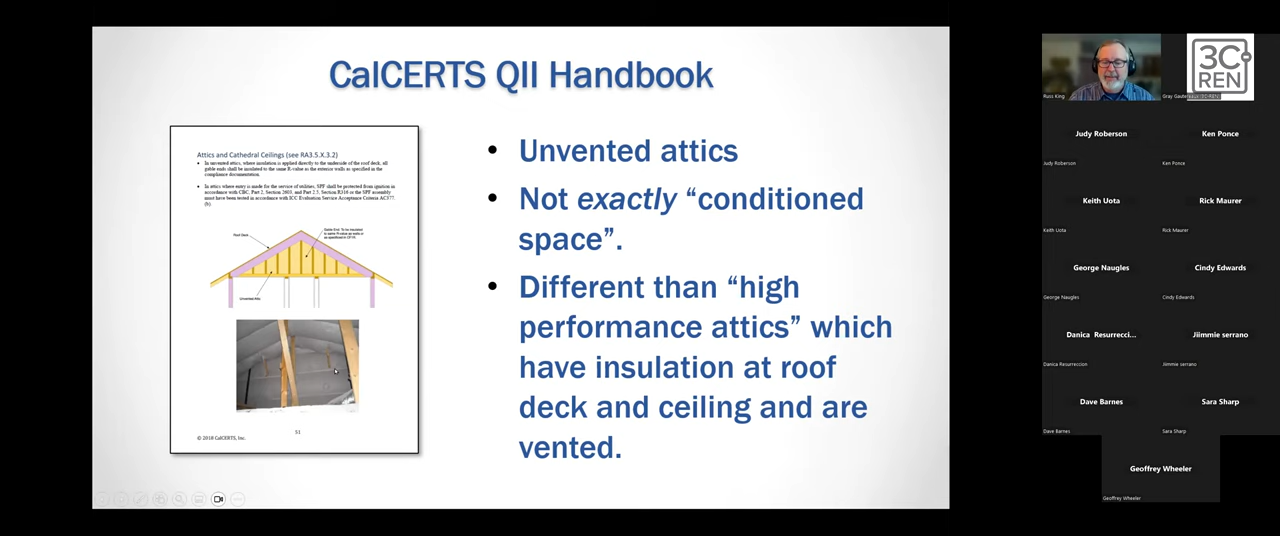 CalCERTS QII Handbook
Attics and Cathedral Ceilings (see RA3.5.X.3.2)
• In unvented attics, where insulation is applied directly to the underside of the roof deck, all
gable ends shall be insulated to the same R-value as the exterior walls as specified in the
compliance documentation.
• In attics where entry is made for the service of utilities, SPF shall be protected from ignition in
accordance with CBC, Part 2, Section 2603, and Part 2.5, Section R316 or the SPF assembly
must have been tested in accordance with ICC Evaluation Service Acceptance Criteria AC377.
Roof Deck
Unvented Attic
51
© 2018 CalCERTS, Inc.
• Unvented attics
• Not exactly “conditioned
space”.
• Different than “high
performance attics” which
have insulation at roof
deck and ceiling and are
vented.
Russ King
3C
REN
Judy Roberson
Ken Ponce
Judy Roberson
Ken Ponce
Keith Uota
Rick Maurer
Keith Uota
Rick Maurer
George Naugles
Cindy Edwards
George Naugles
Cindy Edwards
Danica Resurrecci...
Jiimmie serrano
Danica Resurreccion
Jiimmie serrano
Dave Barnes
Sara Sharp
Dave Barnes
Sara Sharp
Geoffrey Wheeler
Geoffrey Wheeler